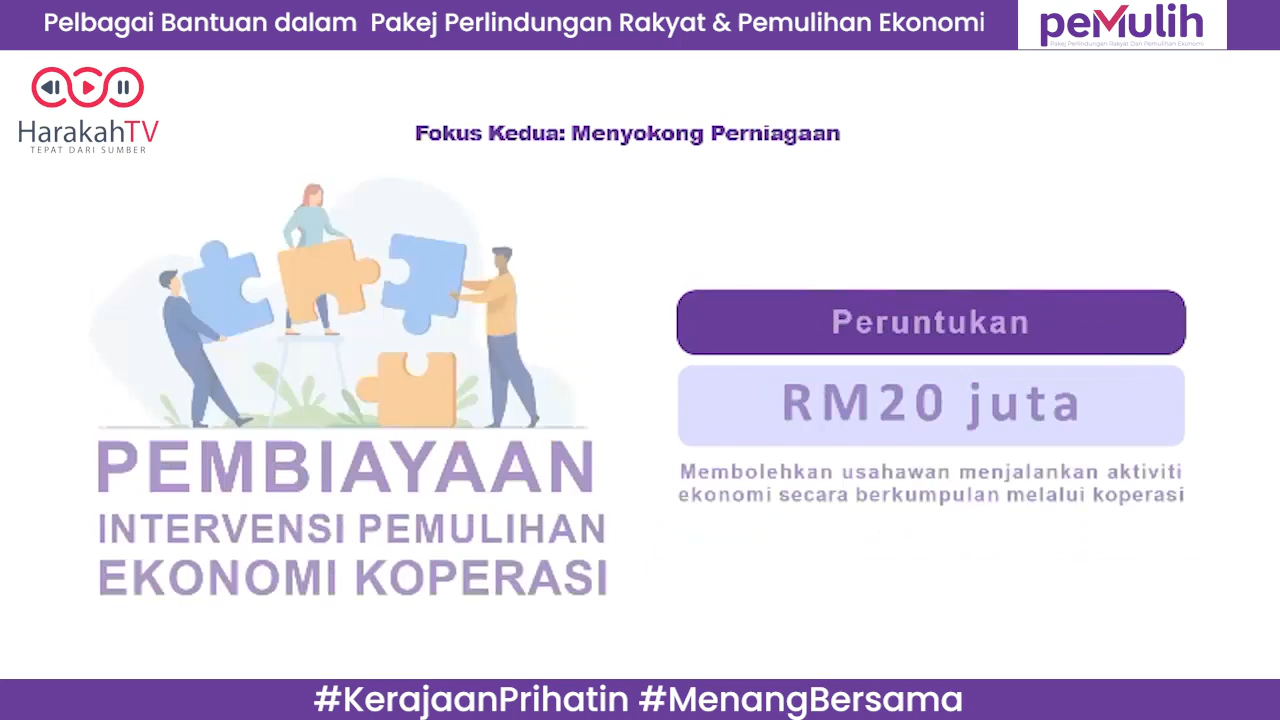 Pelbagai Bantuan dalam Pakej Perlindungan Rakyat & Pemulihan Ekonomi
peMulih
Pakej Perlindungan Rakyat Dan Pemulihan Ekonomi
HarakahTV
TEPAT DARI SUMBER
Fokus Kedua: Menyokong Perniagaan
PEMBIAYAAN
INTERVENSI PEMULIHAN
EKONOMI KOPERASI
Peruntukan
RM20 juta
Membolehkan usahawan menjalankan aktiviti
ekonomi secara berkumpulan melalui koperasi
#KerajaanPrihatin #MenangBersama